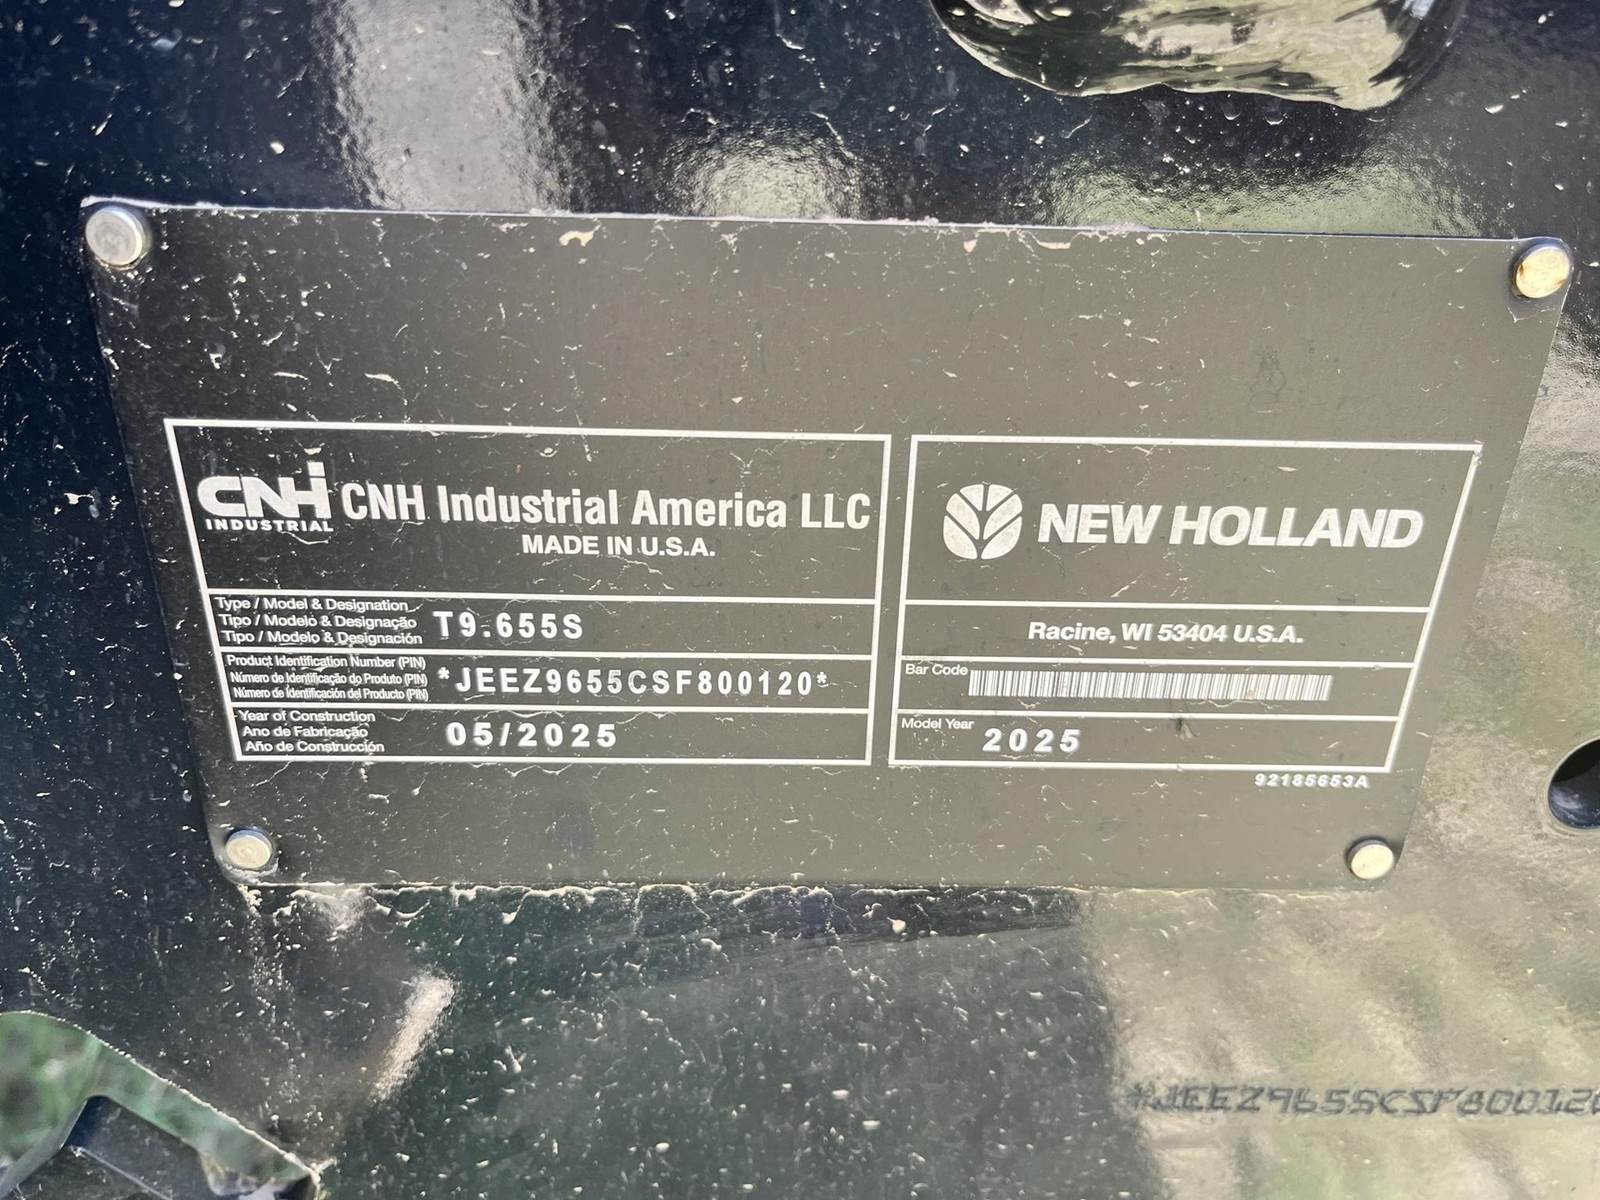 CNH INDUSTRIAL CNH Industrial America LLC
MADE IN U.S.A.
Type / Model & Designation
Tipo / Modelo & Designação
Tipo / Modelo & Designación
T9.655S
Product Identification Number (PIN)
Número de Identificação do Produto (PIN)
Número de Identificación del Producto (PIN)
*JEEZ9655CSF800120*
Year of Construction
Ano de Fabricação
Año de Construcción
05/2025
NEW HOLLAND
Racine, WI 53404 U.S.A.
Bar Code
Model Year
2025
92185653A
*JEEZ9655CSF800120